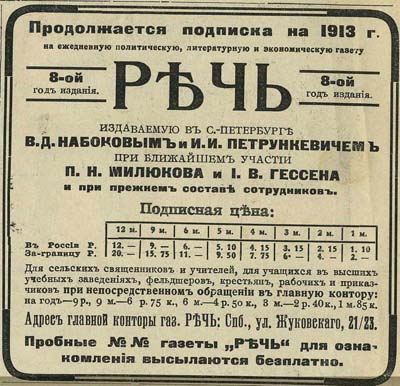 Продолжается подписка на 1913 г.
на ежедневную политическую, литературную и экономическую газету
8-ой годъ изданія.
РѢЧЬ
8-ой годъ изданія.
ИЗДАВАЕМУЮ ВЪ С.-ПЕТЕРБУРГѢ
В.Д. НАБОКОВЫМЪ и И.И. ПЕТРУНКЕВИЧЕМЪ
ПРИ БЛИЖАЙШЕМЪ УЧАСТІИ
П. Н. МИЛЮКОВА и І. В. ГЕССЕНА
и при прежнемъ составѣ сотрудниковъ.
Подписная цѣна:
12 м. 9 м. 6 м. 5 м. 4 м. 3 м. 2 м. 1 м.
Въ Россіи Р. 12. — 9. — 6. — 5. 10 4. 15 3. 15 2. 15 1. 10
За-границу Р. 20. — 15. 75 11. — 9. 50 7. 75 6. — 4. — 2. —
Для сельскихъ священниковъ и учителей, для учащихся въ высшихъ
учебныхъ заведеніяхъ, фельдшеровъ, крестьянъ, рабочихъ и приказ-
чиковъ при непосредственномъ обращеніи въ главную контору:
на годъ—9 р., 9 м.—6 р. 75 к., 6 м.—4 р. 50 к., 3 м.—2 р. 40 к., 1 м. 85 к.
Адресъ главной конторы газ. РѢЧЬ: Спб., ул. Жуковскаго, 21/23.
Пробные №№ газеты „РѢЧЬ" для озна-
комленія высылаются безплатно.